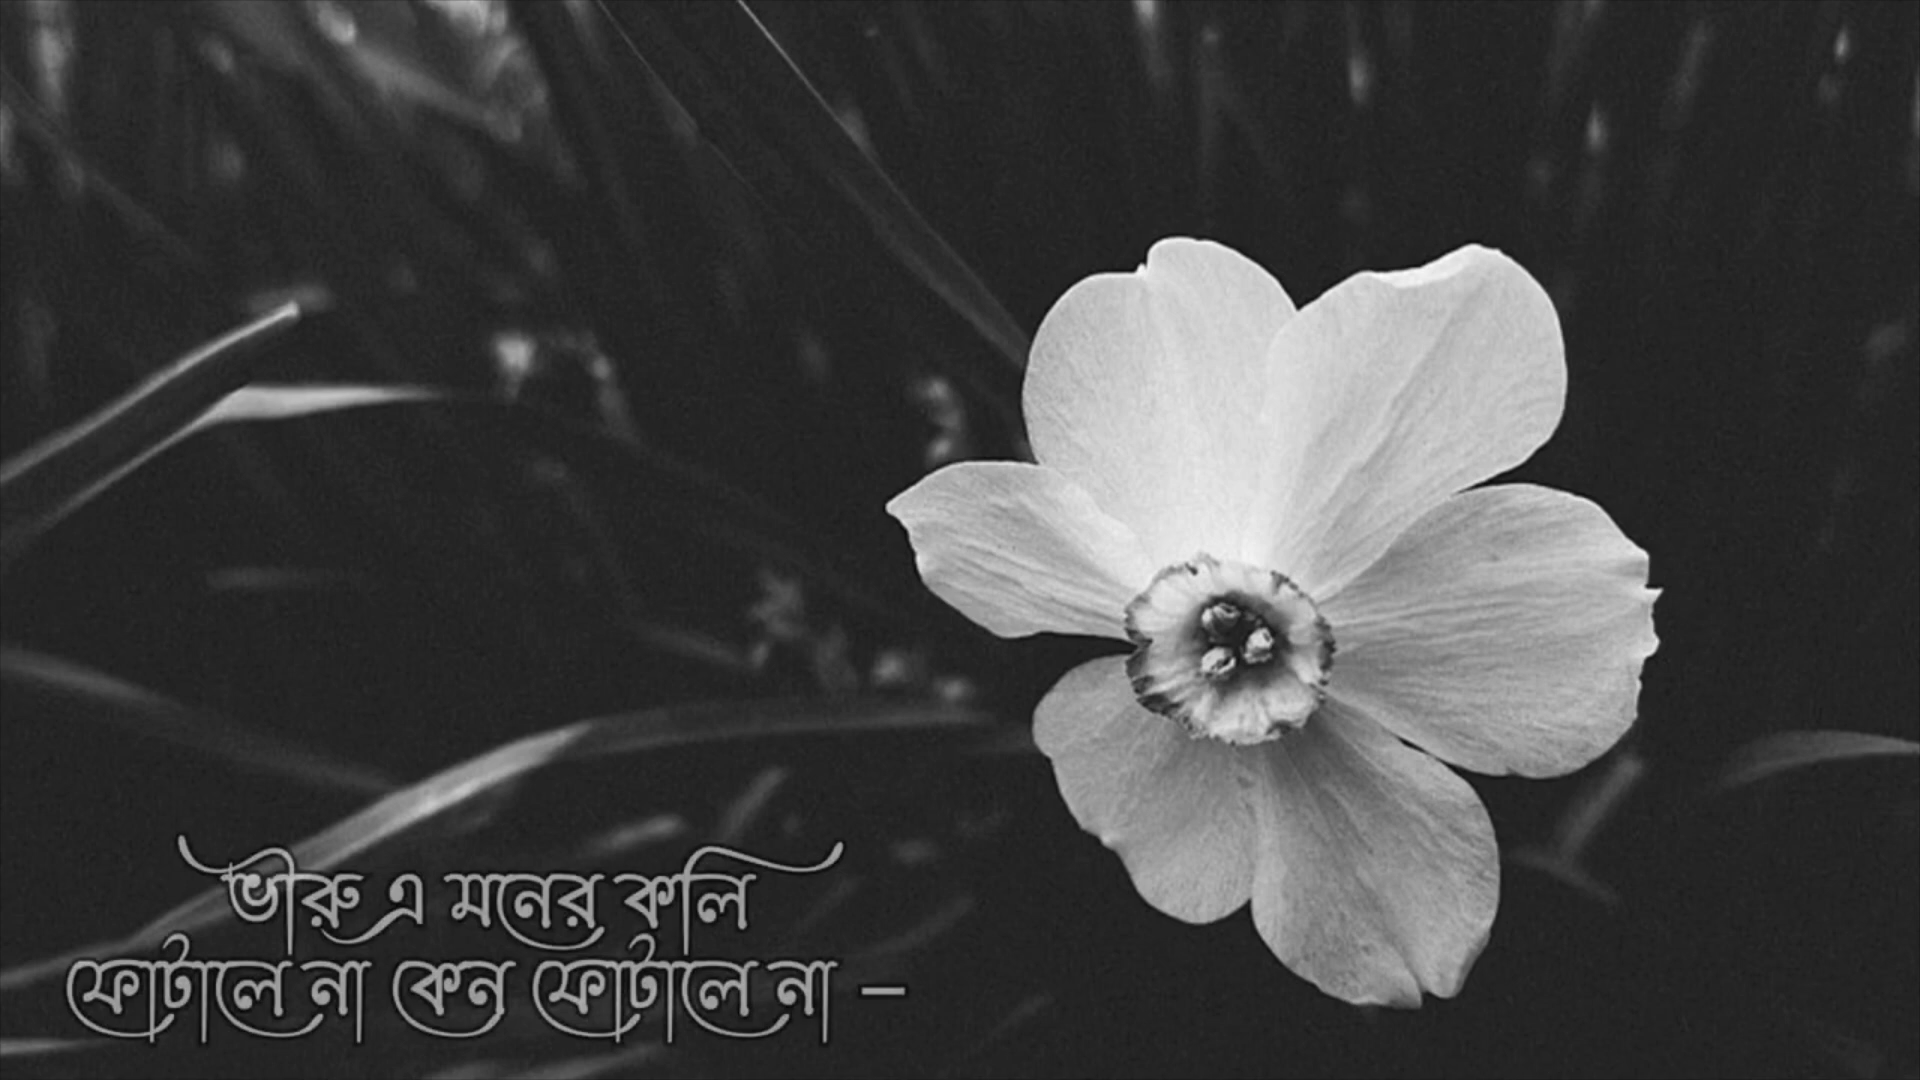 ভীরু এ মনের কলি
ফোটালে না কেন ফোটালে না –